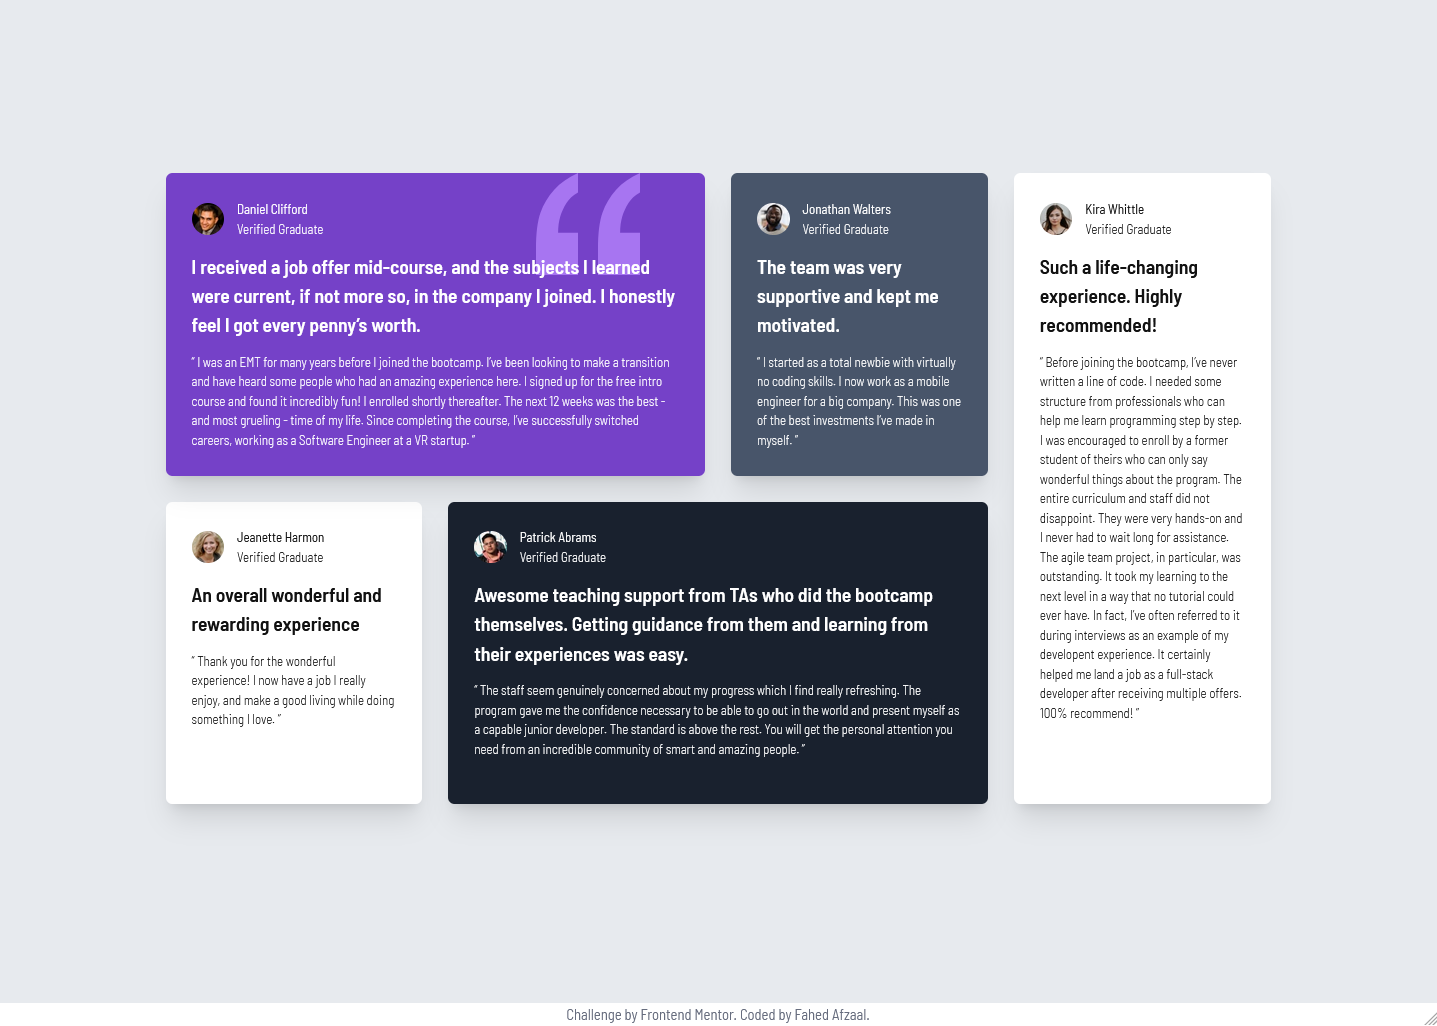 Daniel Clifford
Verified Graduate
I received a job offer mid-course, and the subjects I learned
were current, if not more so, in the company I joined. I honestly
feel I got every penny’s worth.
“ I was an EMT for many years before I joined the bootcamp. I’ve been looking to make a transition
and have heard some people who had an amazing experience here. I signed up for the free intro
course and found it incredibly fun! I enrolled shortly thereafter. The next 12 weeks was the best -
and most grueling - time of my life. Since completing the course, I’ve successfully switched
careers, working as a Software Engineer at a VR startup. ”
Jonathan Walters
Verified Graduate
The team was very
supportive and kept me
motivated.
“ I started as a total newbie with virtually
no coding skills. I now work as a mobile
engineer for a big company. This was one
of the best investments I’ve made in
myself. ”
Kira Whittle
Verified Graduate
Such a life-changing
experience. Highly
recommended!
“ Before joining the bootcamp, I’ve never
written a line of code. I needed some
structure from professionals who can
help me learn programming step by step.
I was encouraged to enroll by a former
student of theirs who can only say
wonderful things about the program. The
entire curriculum and staff did not
disappoint. They were very hands-on and
I never had to wait long for assistance.
The agile team project, in particular, was
outstanding. It took my learning to the
next level in a way that no tutorial could
ever have. In fact, I’ve often referred to it
during interviews as an example of my
developent experience. It certainly
helped me land a job as a full-stack
developer after receiving multiple offers.
100% recommend! ”
Jeanette Harmon
Verified Graduate
An overall wonderful and
rewarding experience
“ Thank you for the wonderful
experience! I now have a job I really
enjoy, and make a good living while doing
something I love. ”
Patrick Abrams
Verified Graduate
Awesome teaching support from TAs who did the bootcamp
themselves. Getting guidance from them and learning from
their experiences was easy.
“ The staff seem genuinely concerned about my progress which I find really refreshing. The
program gave me the confidence necessary to be able to go out in the world and present myself as
a capable junior developer. The standard is above the rest. You will get the personal attention you
need from an incredible community of smart and amazing people. ”
Challenge by Frontend Mentor. Coded by Fahed Afzaal.